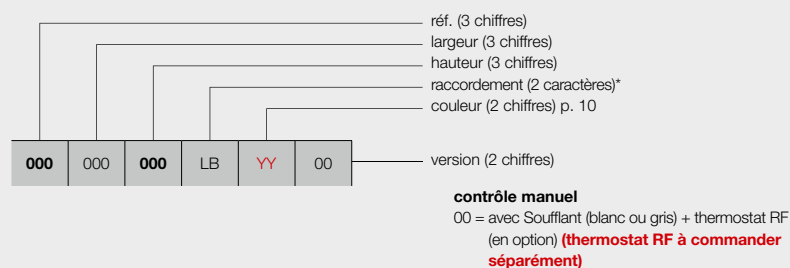 réf. (3 chiffres)
largeur (3 chiffres)
hauteur (3 chiffres)
raccordement (2 caractères)*
couleur (2 chiffres) p. 10
000 000 000 LB YY 00
version (2 chiffres)
contrôle manuel
00 = avec Soufflant (blanc ou gris) + thermostat RF
(en option) (thermostat RF à commander
séparément)